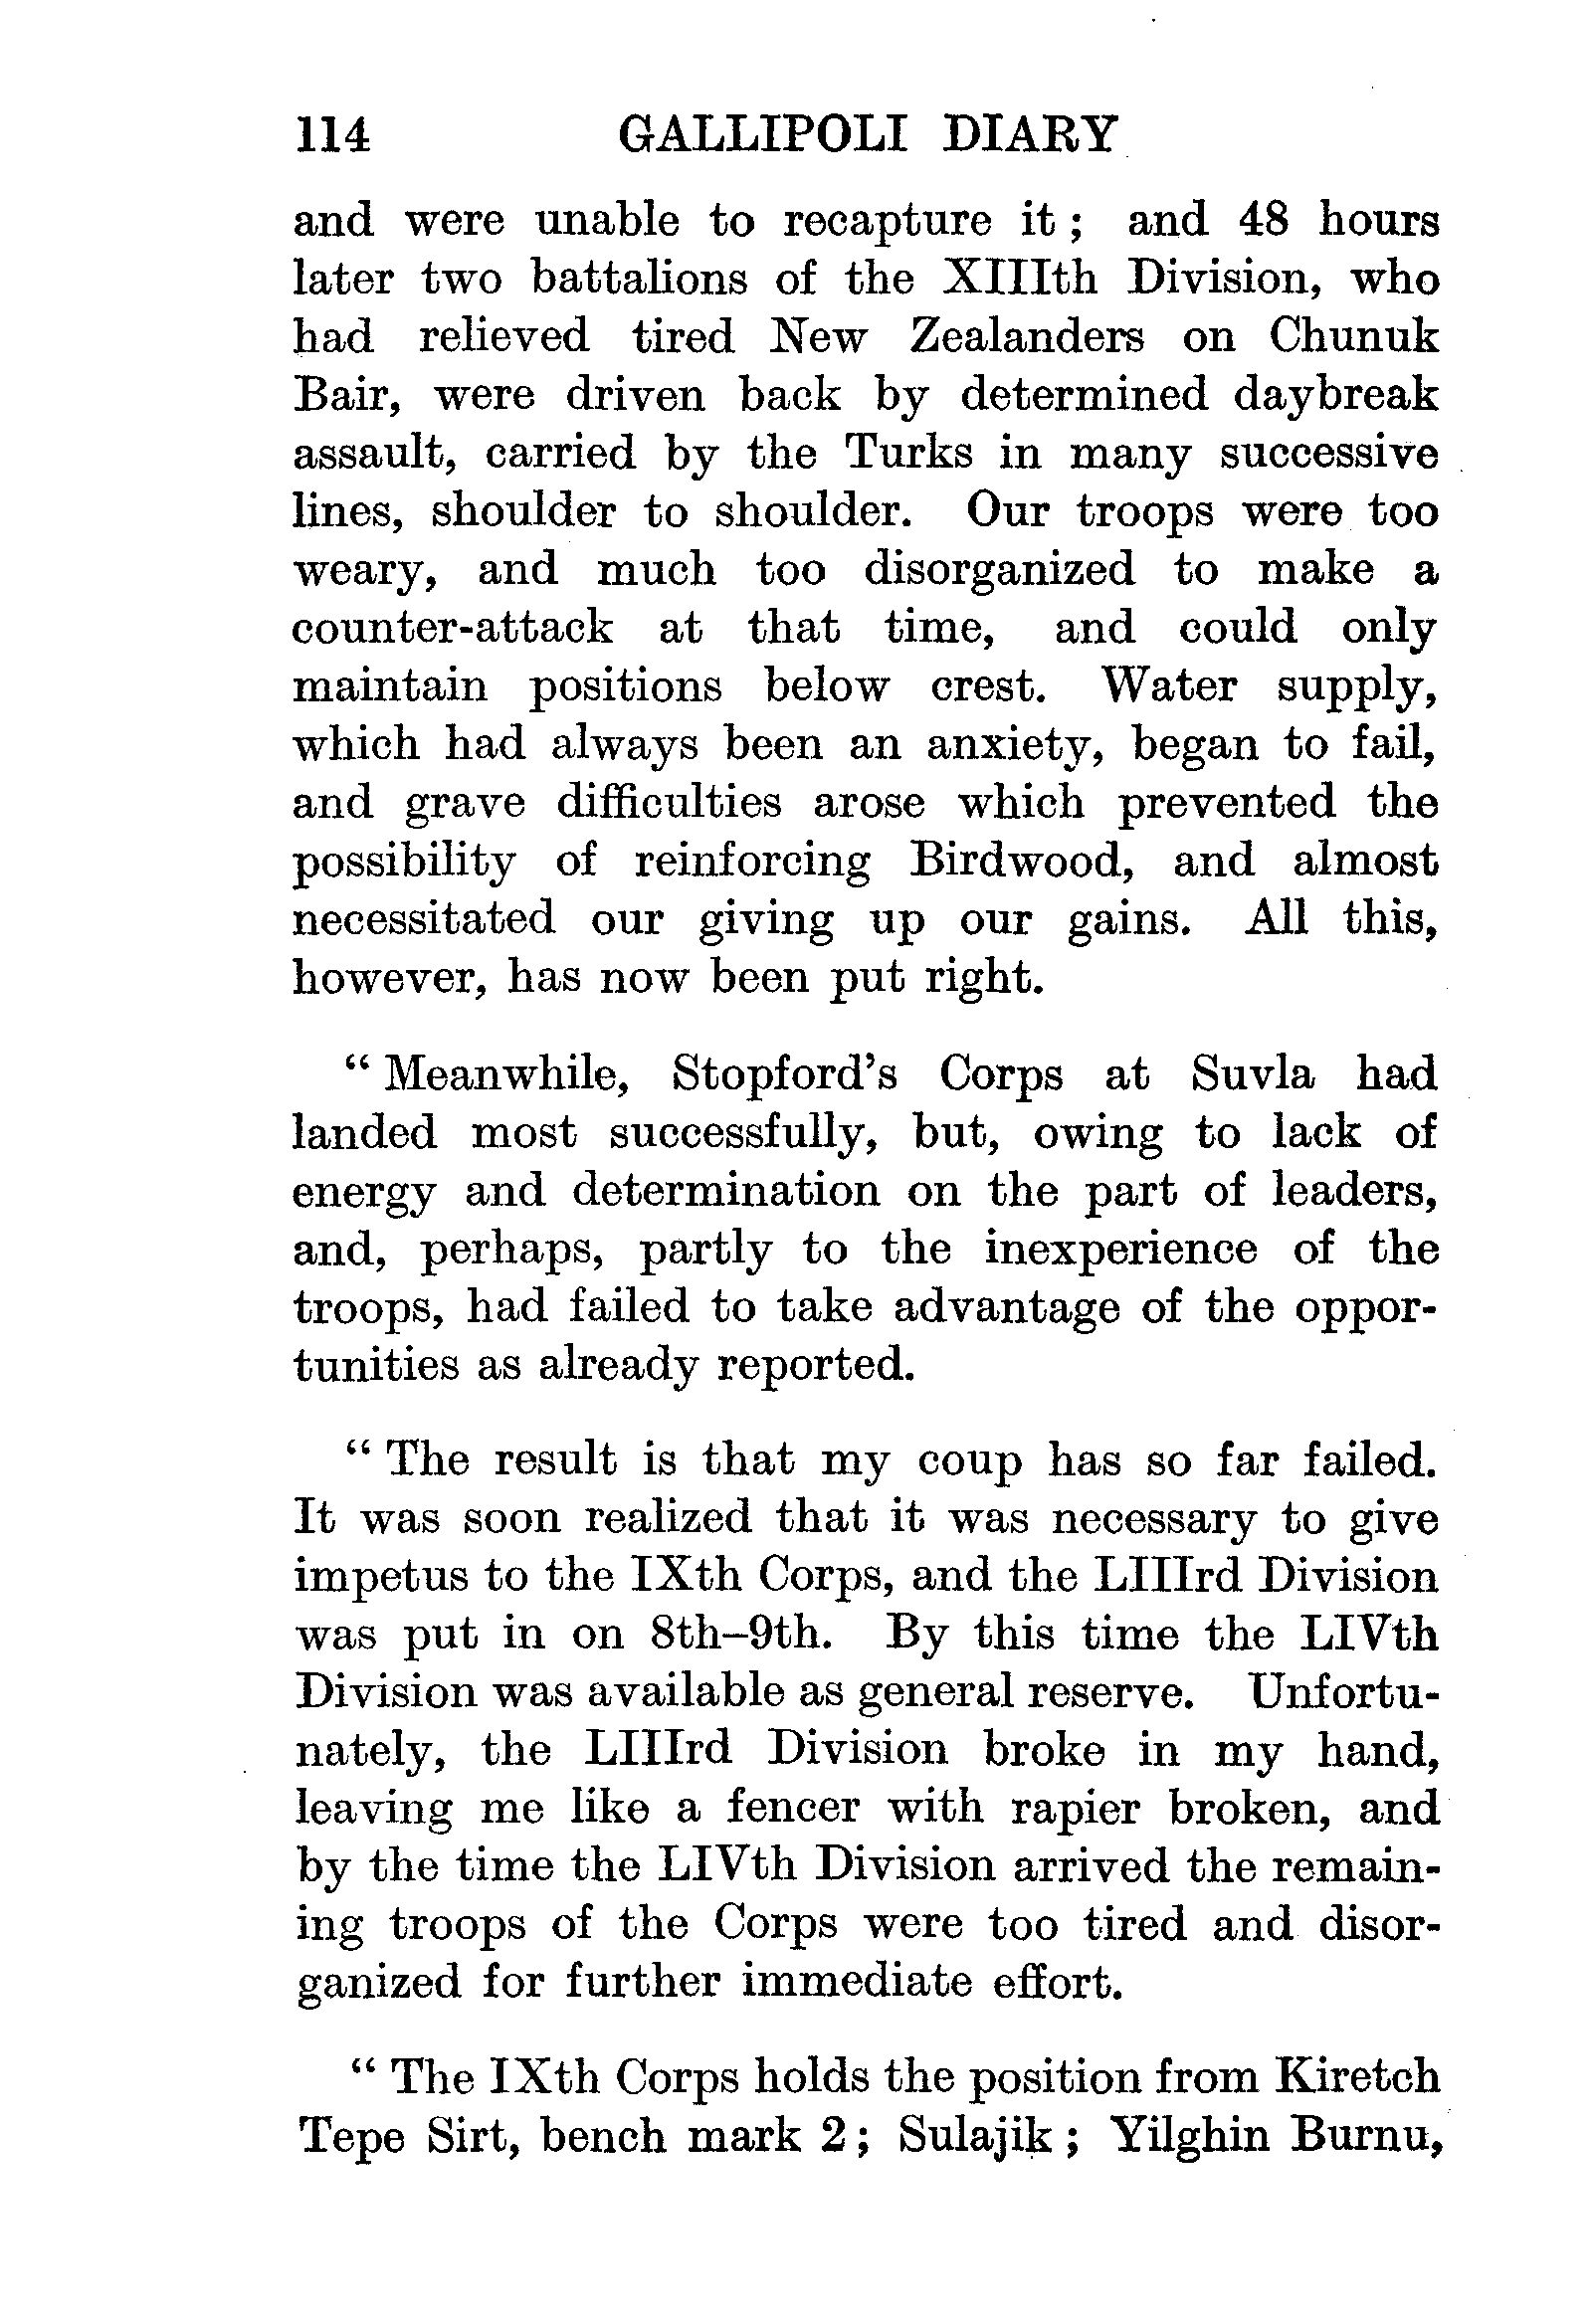 114 GALLIPOLI DIARY
and were unable to recapture it ; and 48 hours
later two battalions of the XIIIth Division, who
had relieved tired New Zealanders on Chunuk
Bair, were driven back by determined daybreak
assault, carried by the Turks in many successive
lines, shoulder to shoulder. Our troops were too
weary, and much too disorganized to make a
counter-attack at that time, and could only
maintain positions below crest. Water supply,
which had always been an anxiety, began to fail,
and grave difficulties arose which prevented the
possibility of reinforcing Birdwood, and almost
necessitated our giving up our gains. All this,
however, has now been put right.
“ Meanwhile, Stopford’s Corps at Suvla had
landed most successfully, but, owing to lack of
energy and determination on the part of leaders,
and, perhaps, partly to the inexperience of the
troops, had failed to take advantage of the oppor-
tunities as already reported.
“ The result is that my coup has so far failed.
It was soon realized that it was necessary to give
impetus to the IXth Corps, and the LIIIrd Division
was put in on 8th–9th. By this time the LIVth
Division was available as general reserve. Unfortu-
nately, the LIIIrd Division broke in my hand,
leaving me like a fencer with rapier broken, and
by the time the LIVth Division arrived the remain-
ing troops of the Corps were too tired and disor-
ganized for further immediate effort.
“ The IXth Corps holds the position from Kiretch
Tepe Sirt, bench mark 2 ; Sulajik ; Yilghin Burnu,